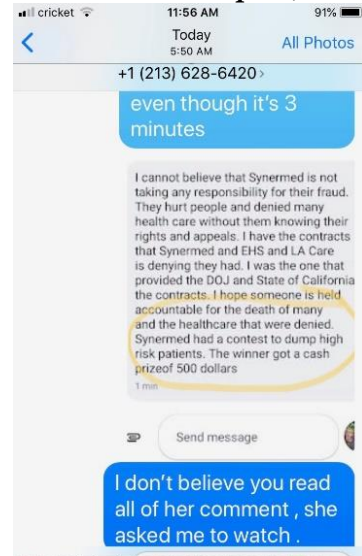 cricket 11:56 AM 91%
Today
5:50 AM
All Photos
+1 (213) 628-6420 >
even though it's 3
minutes
I cannot believe that Synermed is not
taking any responsibility for their fraud.
They hurt people and denied many
health care without them knowing their
rights and appeals. I have the contracts
that Synermed and EHS and LA Care
is denying they had. I was the one that
provided the DOJ and State of California
the contracts. I hope someone is held
accountable for the death of many
and the healthcare that were denied.
Synermed had a contest to dump high
risk patients. The winner got a cash
prizeof 500 dollars
1 min
Send message
I don't believe you read
all of her comment , she
asked me to watch .